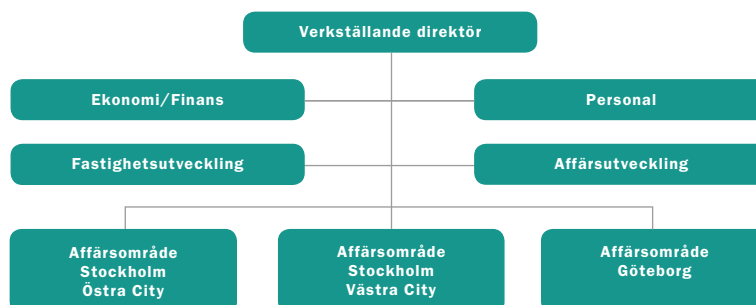 Verkställande direktör
Ekonomi/Finans
Personal
Fastighetsutveckling
Affärsutveckling
Affärsområde
Stockholm
Östra City
Affärsområde
Stockholm
Västra City
Affärsområde
Göteborg